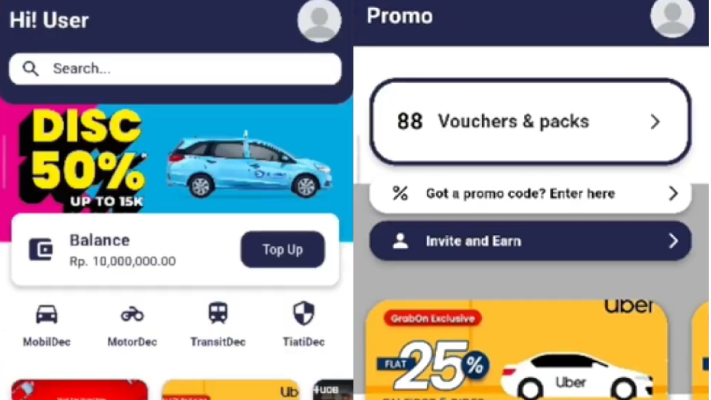 Hi! User
Search...
DISC
50%
UP TO 15K
Balance
Rp. 10,000,000.00
Top Up
MobilDec
MotorDec
TransitDec
TiatiDec
Ub
UOB
Promo
88 Vouchers & packs
% Got a promo code? Enter here
Invite and Earn
GrabOn Exclusive
Uber
FLAT
25%
Uber